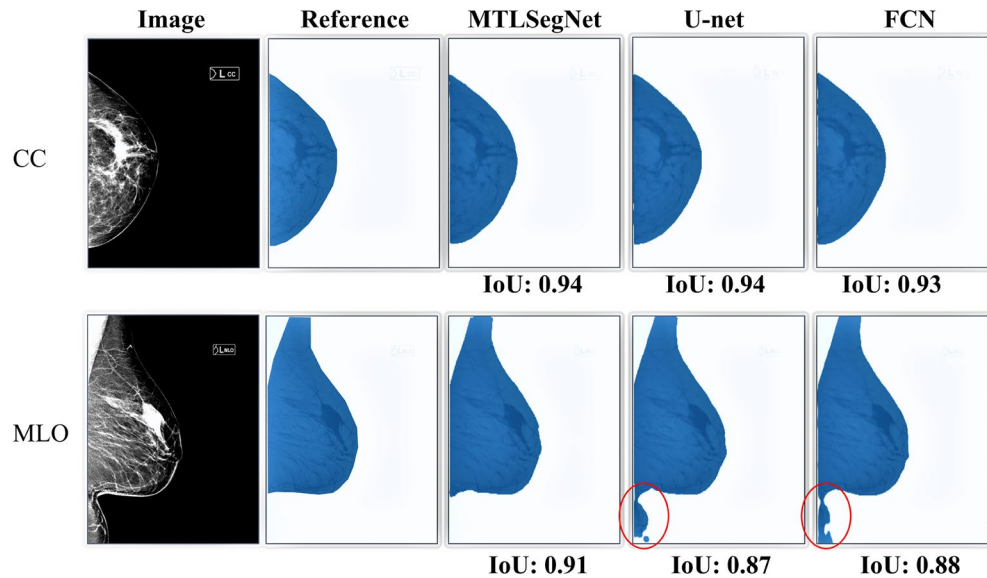 Image Reference MTLSegNet U-net FCN
CC
L CC
IoU: 0.94 IoU: 0.94 IoU: 0.93
MLO
L MLO
IoU: 0.91 IoU: 0.87 IoU: 0.88